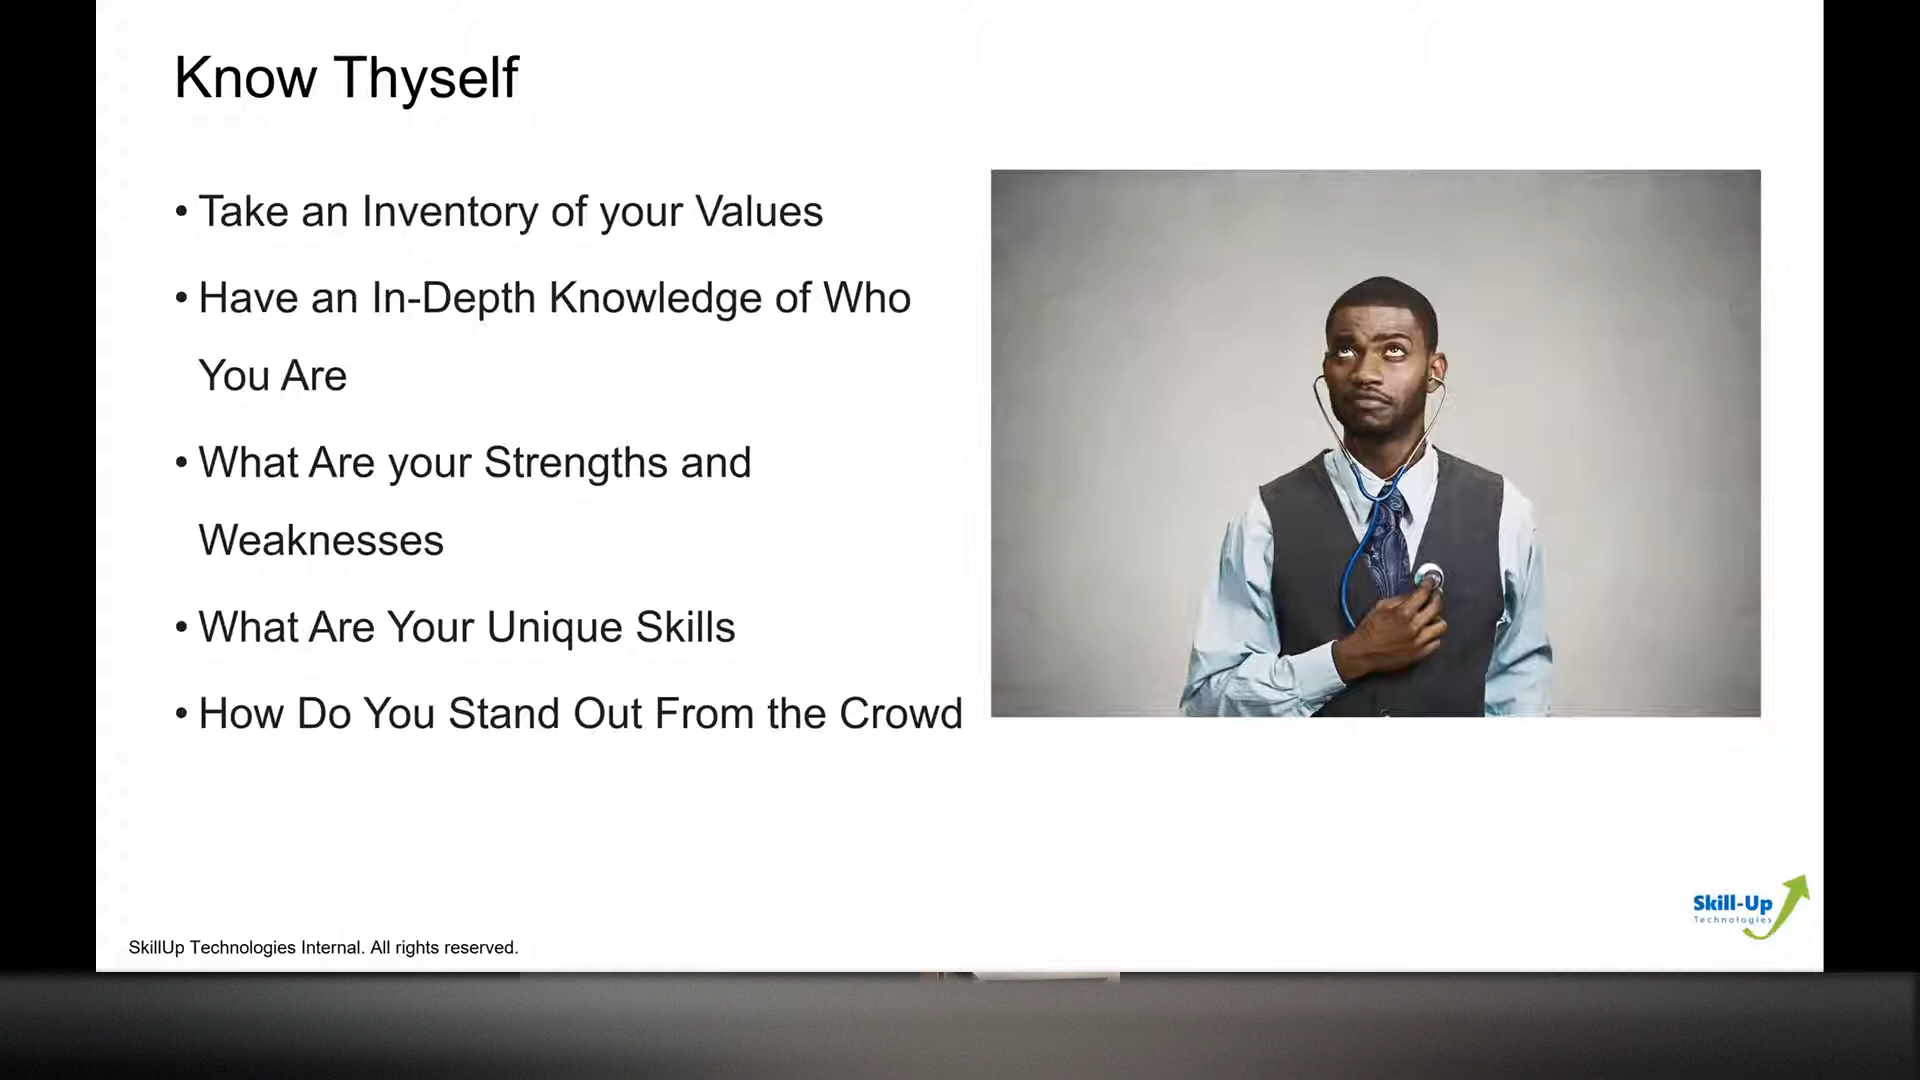 Know Thyself
• Take an Inventory of your Values
• Have an In-Depth Knowledge of Who
You Are
• What Are your Strengths and
Weaknesses
• What Are Your Unique Skills
• How Do You Stand Out From the Crowd
Skill-Up
Technologies
SkillUp Technologies Internal. All rights reserved.